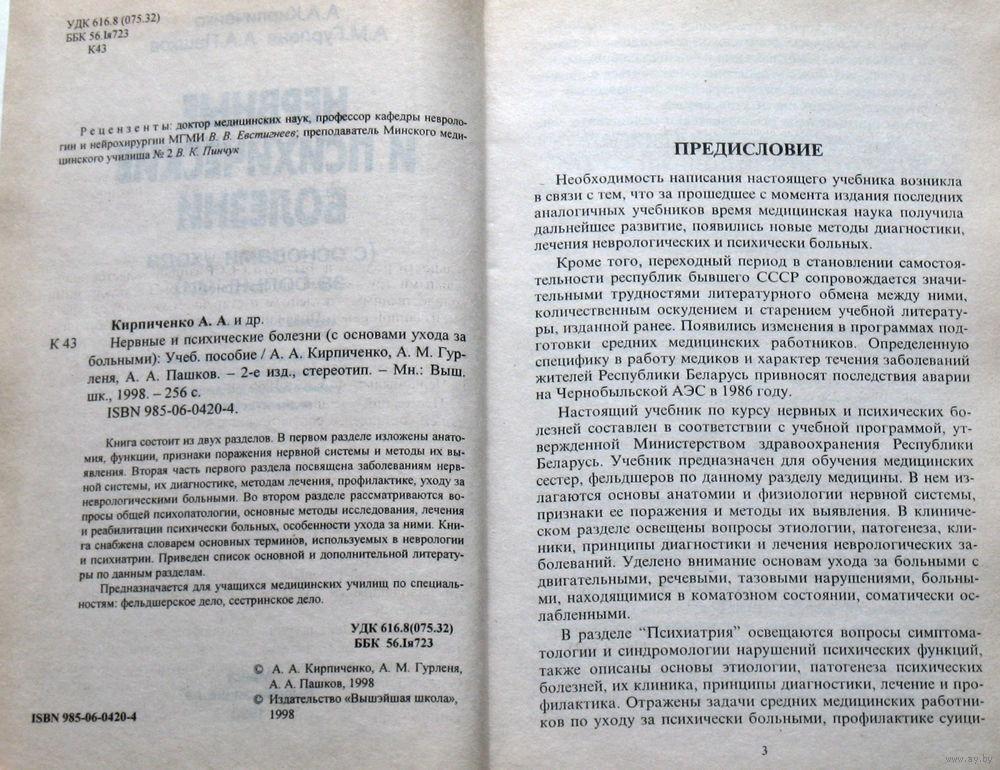 УДК 616.8 (075.32)
ББК 56.Iя723
К43
Рецензенты: доктор медицинских наук, профессор кафедры невроло-
гии и нейрохирургии МГМИ В. В. Евстигнеев; преподаватель Минского меди-
цинского училища № 2 В. К. Пинчук
Кирпиченко А. А. и др.
К 43 Нервные и психические болезни (с основами ухода за
больными): Учеб. пособие / А. А. Кирпиченко, А. М. Гур-
леня, А. А. Пашков. – 2-е изд., стереотип. – Мн.: Выш.
шк., 1998. – 256 с.
ISBN 985-06-0420-4.
Книга состоит из двух разделов. В первом разделе изложены анато-
мия, функции, признаки поражения нервной системы и методы их вы-
явления. Вторая часть первого раздела посвящена заболеваниям нерв-
ной системы, их диагностике, методам лечения, профилактике, уходу за
неврологическими больными. Во втором разделе рассматриваются во-
просы общей психопатологии, основные методы исследования, лечения
и реабилитации психически больных, особенности ухода за ними. Кни-
га снабжена словарем основных терминов, используемых в неврологии
и психиатрии. Приведен список основной и дополнительной литерату-
ры по данным разделам.
Предназначается для учащихся медицинских училищ по специаль-
ностям: фельдшерское дело, сестринское дело.
УДК 616.8(075.32)
ББК 56.Iя723
© А. А. Кирпиченко, А. М. Гурленя,
А. А. Пашков, 1998
© Издательство «Вышэйшая школа»,
1998
ISBN 985-06-0420-4
ПРЕДИСЛОВИЕ
Необходимость написания настоящего учебника возникла
в связи с тем, что за прошедшее с момента издания последних
аналогичных учебников время медицинская наука получила
дальнейшее развитие, появились новые методы диагностики,
лечения неврологических и психически больных.
Кроме того, переходный период в становлении самостоя-
тельности республик бывшего СССР сопровождается значи-
тельными трудностями литературного обмена между ними,
количественным оскудением и старением учебной литерату-
ры, изданной ранее. Появились изменения в программах под-
готовки средних медицинских работников. Определенную
специфику в работу медиков и характер течения заболеваний
жителей Республики Беларусь привносят последствия аварии
на Чернобыльской АЭС в 1986 году.
Настоящий учебник по курсу нервных и психических бо-
лезней составлен в соответствии с учебной программой, ут-
вержденной Министерством здравоохранения Республики
Беларусь. Учебник предназначен для обучения медицинских
сестер, фельдшеров по данному разделу медицины. В нем из-
лагаются основы анатомии и физиологии нервной системы,
признаки ее поражения и методы их выявления. В клиниче-
ском разделе освещены вопросы этиологии, патогенеза, кли-
ники, принципы диагностики и лечения неврологических за-
болеваний. Уделено внимание основам ухода за больными с
двигательными, речевыми, тазовыми нарушениями, больны-
ми, находящимися в коматозном состоянии, соматически ос-
лабленными.
В разделе “Психиатрия” освещаются вопросы симптома-
тологии и синдромологии нарушений психических функций,
также описаны основы этиологии, патогенеза психических
болезней, их клиника, принципы диагностики, лечение и про-
филактика. Отражены задачи средних медицинских работни-
ков по уходу за психически больными, профилактике суици-
3
www.ay.by